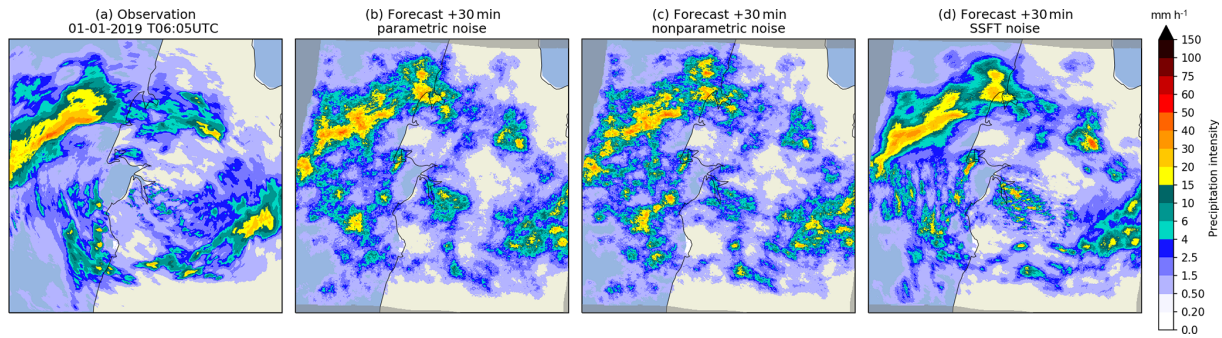 (a) Observation
01-01-2019 T06:05UTC
(b) Forecast +30 min
parametric noise
(c) Forecast +30 min
nonparametric noise
(d) Forecast +30 min
SSFT noise
mm h-1
150
100
75
60
50
40
30
20
15
10
6
4
2.5
1.5
0.50
0.20
0.0
Precipitation intensity